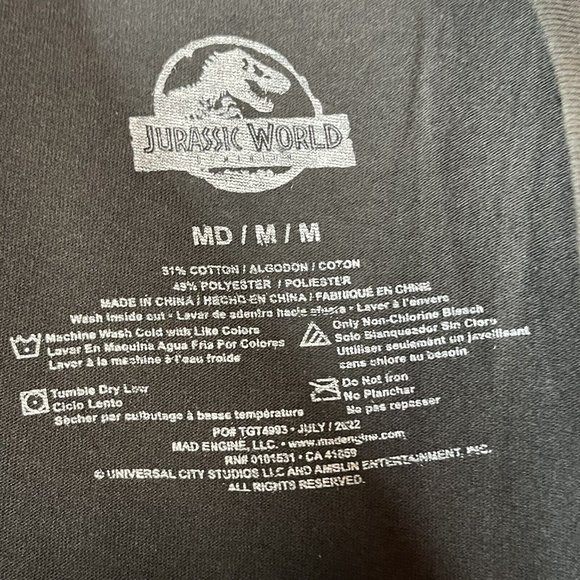 JURASSIC WORLD
MD / M / M
51% COTTON / ALGODON / COTON
49% POLYESTER / POLIESTER
MADE IN CHINA / HECHO EN CHINA / FABRIQUÉ EN CHINE
Wash Inside out • Lavar de adentro hacia afuera • Laver à l'envers
Machine Wash Cold with Like Colors
Lavar En Maquina Agua Fria Por Colores
Laver à la machine à l'eau froide
Only Non-Chlorine Bleach
Solo Blanqueador Sin Cloro
Utiliser seulement un javellisant
sans chlore au besoin
Tumble Dry Low
Ciclo Lento
Sècher par culbutage à basse température
Do Not Iron
No Planchar
Ne pas repasser
PO# TGT4993 • JULY / 2022
MAD ENGINE, LLC. • www.madengine.com
RN# 0101531 • CA 41859
© UNIVERSAL CITY STUDIOS LLC AND AMBLIN ENTERTAINMENT, INC.
ALL RIGHTS RESERVED.